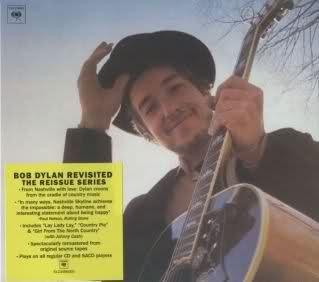 COLUMBIA
BOB DYLAN REVISITED
THE REISSUE SERIES
• From Nashville with love: Dylan croons
from the cradle of country music
• "In many ways, Nashville Skyline achieves
the impossible: a deep, humane, and
interesting statement about being happy"
-Paul Nelson, Rolling Stone
• Includes "Lay Lady Lay," "Country Pie"
& "Girl From The North Country"
(with Johnny Cash)
• Spectacularly remastered from
original source tapes
• Plays on all regular CD and SACD players